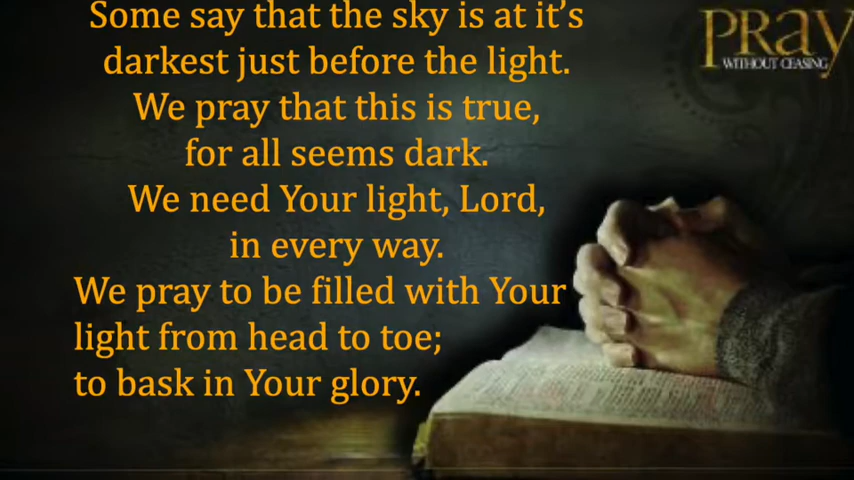 Some say that the sky is at it's
darkest just before the light.
We pray that this is true,
for all seems dark.
We need Your light, Lord,
in every way.
We pray to be filled with Your
light from head to toe;
to bask in Your glory.
PRay
WITHOUT CEASING